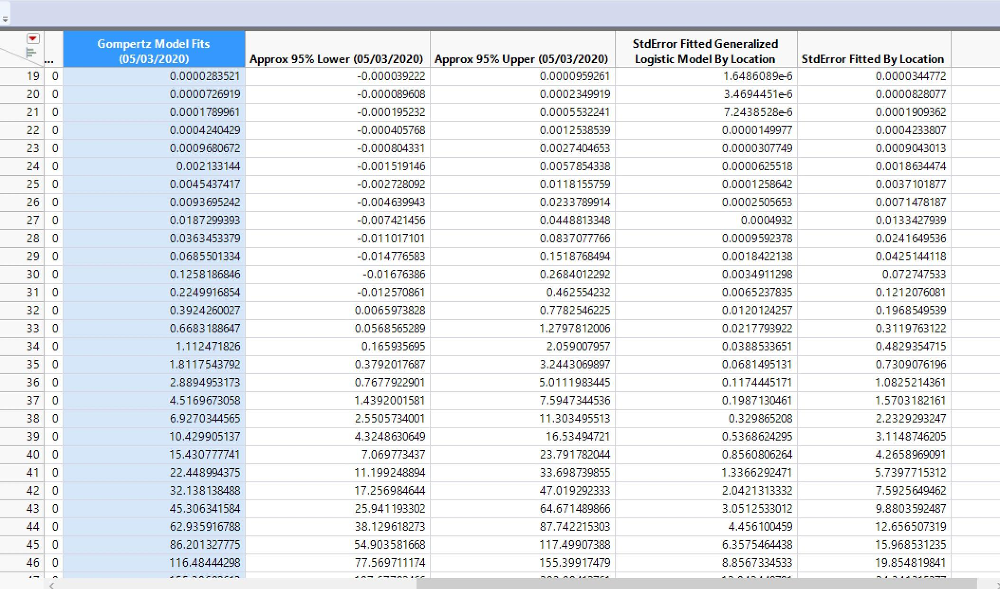 Gompertz Model Fits
(05/03/2020)
Approx 95% Lower (05/03/2020)
Approx 95% Upper (05/03/2020)
StdError Fitted Generalized
Logistic Model By Location
StdError Fitted By Location
...
19 0 0.0000283521 -0.000039222 0.0000959261 1.6486089e-6 0.0000344772
20 0 0.0000726919 -0.000089608 0.0002349919 3.4694451e-6 0.0000828077
21 0 0.0001789961 -0.000195232 0.0005532241 7.2438528e-6 0.0001909362
22 0 0.0004240429 -0.000405768 0.0012538539 0.0000149977 0.0004233807
23 0 0.0009680672 -0.000804331 0.0027404653 0.0000307749 0.0009043013
24 0 0.002133144 -0.001519146 0.0057854338 0.0000625518 0.0018634474
25 0 0.0045437417 -0.002728092 0.0118155759 0.0001258642 0.0037101877
26 0 0.0093695242 -0.004639943 0.0233789914 0.0002505653 0.0071478187
27 0 0.0187299393 -0.007421456 0.0448813348 0.0004932 0.0133427939
28 0 0.0363453379 -0.011017101 0.0837077766 0.0009592378 0.0241649536
29 0 0.0685501334 -0.014776583 0.1518768494 0.0018422138 0.0425144118
30 0 0.1258186846 -0.01676386 0.2684012292 0.0034911298 0.072747533
31 0 0.2249916854 -0.012570861 0.462554232 0.0065237835 0.1212076081
32 0 0.3924260027 0.0065973828 0.7782546225 0.0120124257 0.1968549539
33 0 0.6683188647 0.0568565289 1.2797812006 0.0217793922 0.3119763122
34 0 1.112471826 0.165935695 2.059007957 0.0388533651 0.4829354715
35 0 1.8117543792 0.3792017687 3.2443069897 0.0681495131 0.7309076196
36 0 2.8894953173 0.7677922901 5.0111983445 0.1174445171 1.0825214361
37 0 4.5169673058 1.4392001581 7.5947344536 0.1987130461 1.5703182161
38 0 6.9270344565 2.5505734001 11.303495513 0.329865208 2.2329293247
39 0 10.429905137 4.3248630649 16.53494721 0.5368624295 3.1148746205
40 0 15.430777741 7.069773437 23.791782044 0.8560806264 4.2658969091
41 0 22.448994375 11.199248894 33.698739855 1.3366292471 5.7397715312
42 0 32.138138488 17.256984644 47.019292333 2.0421313332 7.5925649462
43 0 45.306341584 25.941193302 64.671489866 3.0512533012 9.8803592487
44 0 62.935916788 38.129618273 87.742215303 4.456100459 12.656507319
45 0 86.201327775 54.903581668 117.49907388 6.3575464438 15.968531235
46 0 116.48444298 77.569711174 155.39917479 8.8567334533 19.854819841